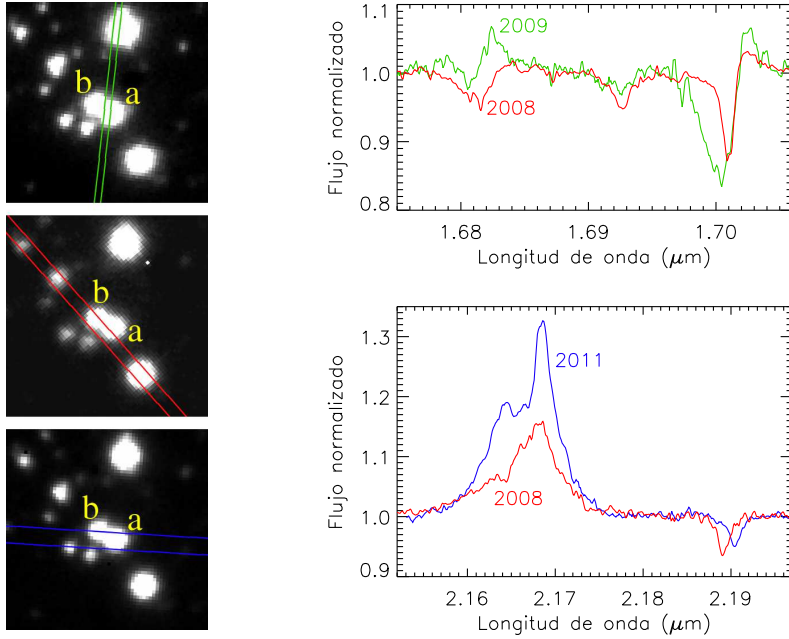 b
a
b
a
b
a
1.1
1.0
0.9
0.8
Flujo normalizado
2009
2008
1.68
1.69
1.70
Longitud de onda (μm)
1.3
1.2
1.1
1.0
0.9
Flujo normalizado
2011
2008
2.16
2.17
2.18
2.19
Longitud de onda (μm)